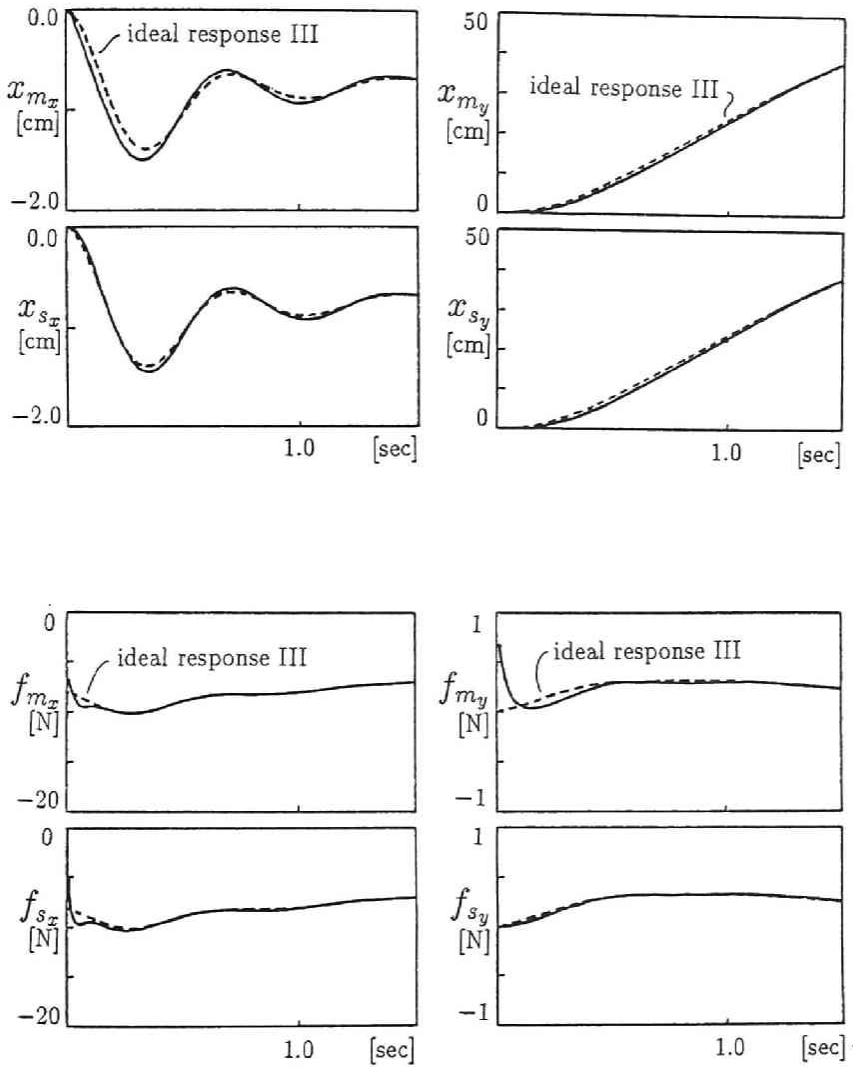 0.0
ideal response III
x_{m_x}
[cm]
−2.0
50
ideal response III
x_{m_y}
[cm]
0
0.0
x_{s_x}
[cm]
−2.0
1.0 [sec]
50
x_{s_y}
[cm]
0
1.0 [sec]
0
ideal response III
f_{m_x}
[N]
−20
1
ideal response III
f_{m_y}
[N]
−1
0
f_{s_x}
[N]
−20
1.0 [sec]
1
f_{s_y}
[N]
−1
1.0 [sec]